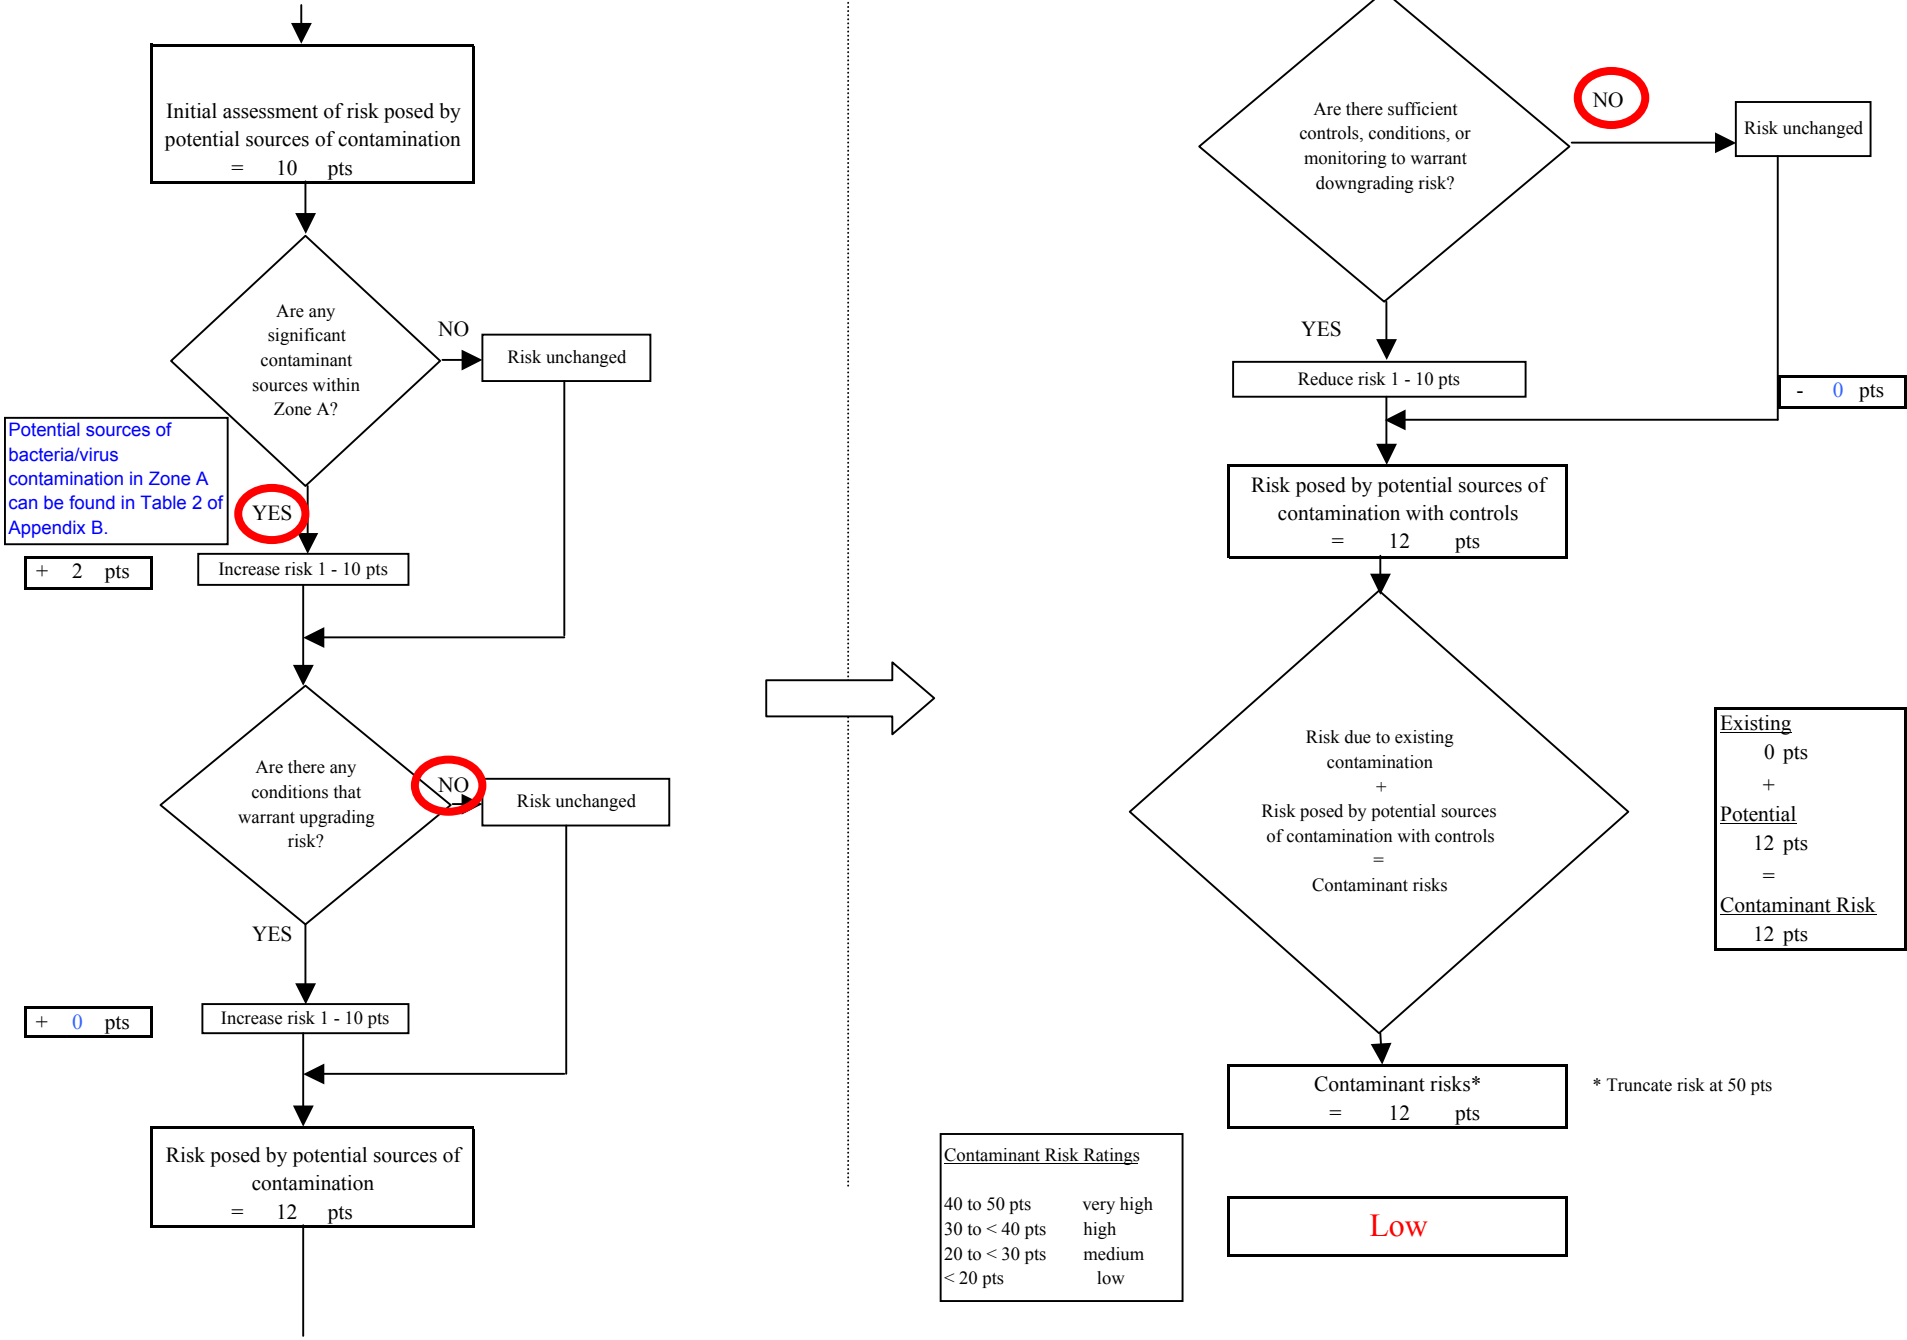 Initial assessment of risk posed by
potential sources of contamination
= 10 pts
Are any
significant
contaminant
sources within
Zone A?
NO
Risk unchanged
Potential sources of
bacteria/virus
contamination in Zone A
can be found in Table 2 of
Appendix B.
YES
+ 2 pts
Increase risk 1 - 10 pts
Are there any
conditions that
warrant upgrading
risk?
NO
Risk unchanged
YES
+ 0 pts
Increase risk 1 - 10 pts
Risk posed by potential sources of
contamination
= 12 pts
Are there sufficient
controls, conditions, or
monitoring to warrant
downgrading risk?
NO
Risk unchanged
YES
Reduce risk 1 - 10 pts
- 0 pts
Risk posed by potential sources of
contamination with controls
= 12 pts
Risk due to existing
contamination
+
Risk posed by potential sources
of contamination with controls
=
Contaminant risks
Existing
0 pts
+
Potential
12 pts
=
Contaminant Risk
12 pts
Contaminant risks*
= 12 pts
* Truncate risk at 50 pts
Contaminant Risk Ratings
40 to 50 pts very high
30 to < 40 pts high
20 to < 30 pts medium
< 20 pts low
Low